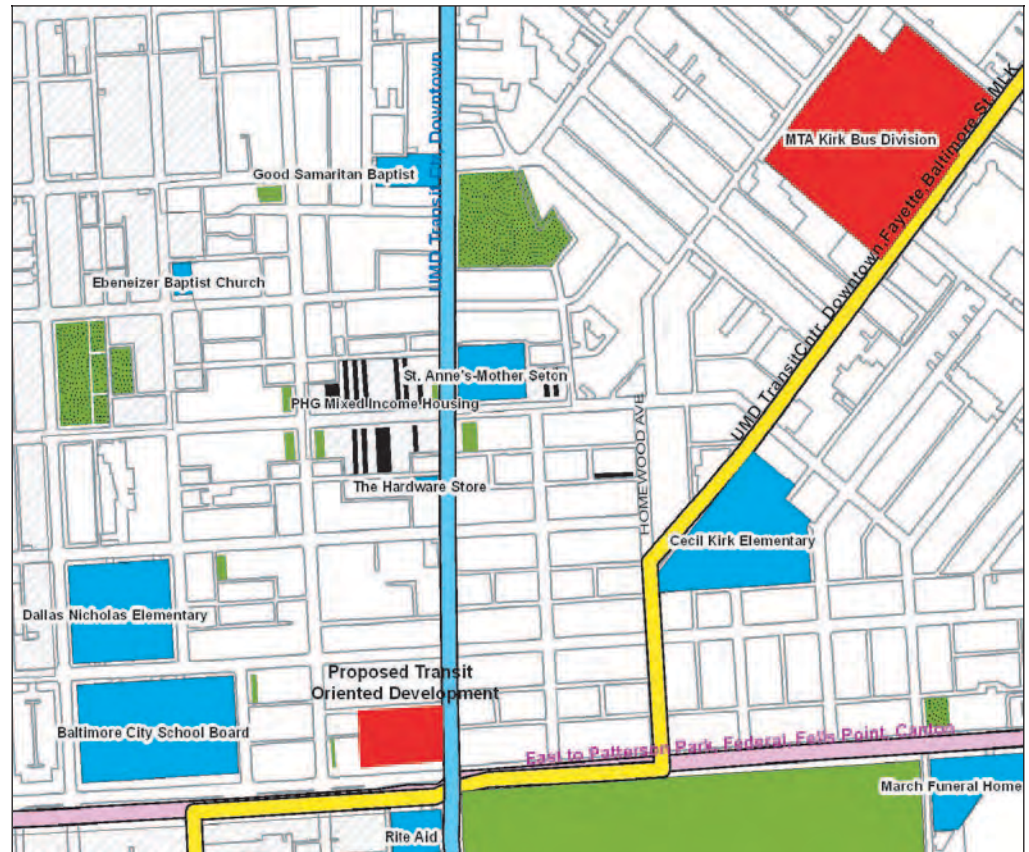 UMD Transit Cntr, Downtown, Fayette, Baltimore St, MLK
MTA Kirk Bus Division
Good Samaritan Baptist
UMD Transit Downtown
Ebeneizer Baptist Church
St. Anne's-Mother Seton
PHG Mixed Income Housing
HOMEWOOD AVE
The Hardware Store
Cecil Kirk Elementary
Dallas Nicholas Elementary
Proposed Transit
Oriented Development
Baltimore City School Board
East to Patterson Park, Federal, Fells Point, Canton
March Funeral Home
Rite Aid